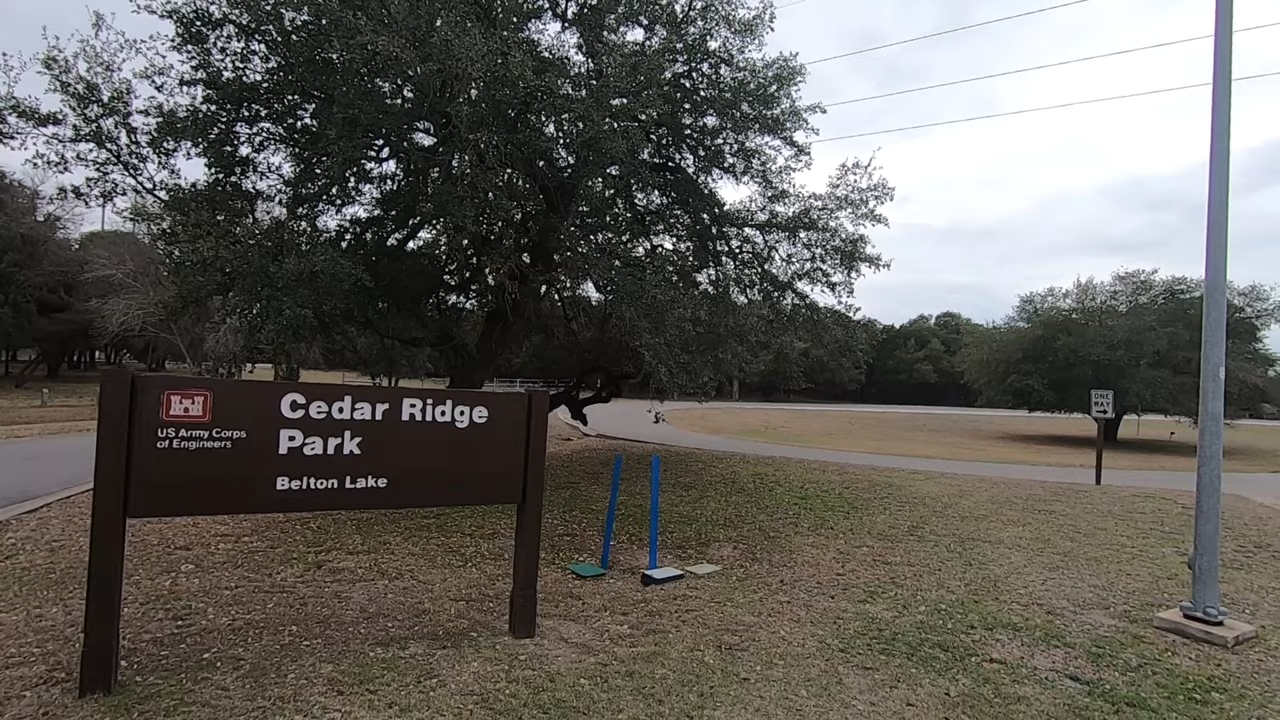 US Army Corps
of Engineers
Cedar Ridge
Park
Belton Lake
ONE
WAY